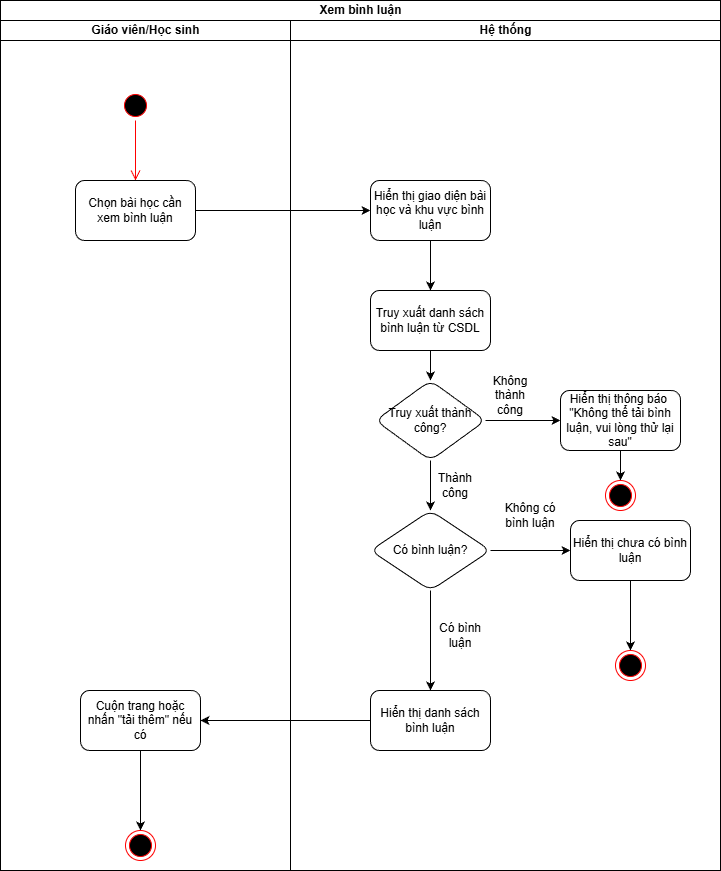 Xem bình luận
Giáo viên/Học sinh
Hệ thống
Chọn bài học cần
xem bình luận
Hiển thị giao diện bài
học và khu vực bình
luận
Truy xuất danh sách
bình luận từ CSDL
Truy xuất thành
công?
Không
thành
công
Hiển thị thông báo
"Không thể tải bình
luận, vui lòng thử lại
sau"
Thành
công
Có bình luận?
Không có
bình luận
Hiển thị chưa có bình
luận
Có bình
luận
Hiển thị danh sách
bình luận
Cuộn trang hoặc
nhấn "tải thêm" nếu
có